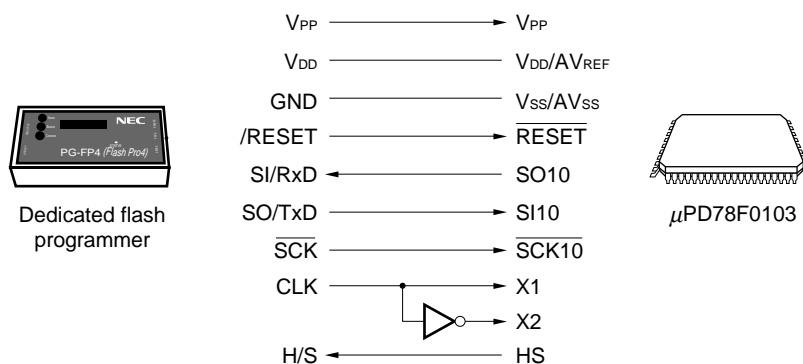 VPP VPP
VDD VDD/AVREF
GND VSS/AVSS
/RESET RESET
SI/RxD SO10
SO/TxD SI10
SCK SCK10
CLK X1
X2
H/S HS
NEC
PG-FP4 (Flash Pro4)
Dedicated flash
programmer
μPD78F0103